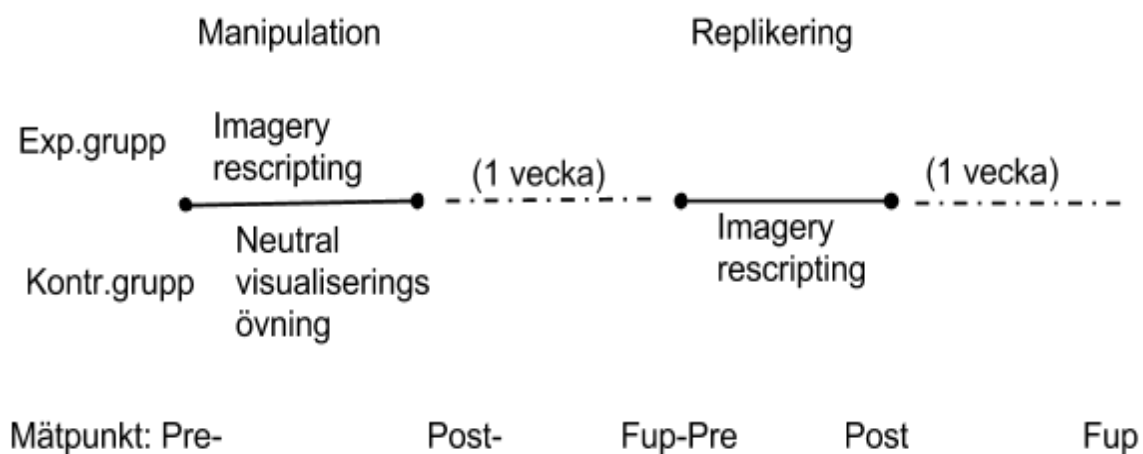 Manipulation
Replikering
Exp.grupp
Imagery
rescripting
(1 vecka)
(1 vecka)
Kontr.grupp
Neutral
visualiserings
övning
Imagery
rescripting
Mätpunkt: Pre- Post- Fup-Pre Post Fup